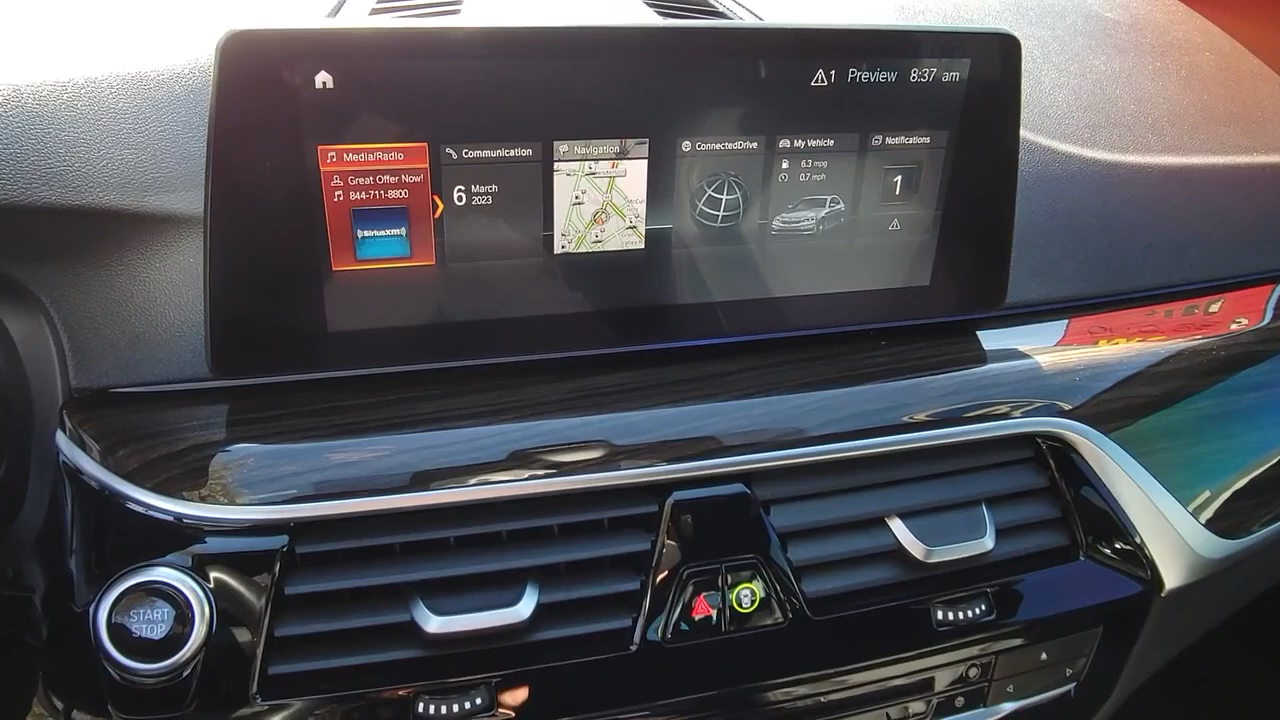 1 Preview 8:37 am
Media/Radio
Great Offer Now!
844-711-8800
SiriusXM
Communication
6 March
2023
Navigation
ConnectedDrive
My Vehicle
6.3 mpg
0.7 mph
Notifications
1
START
STOP